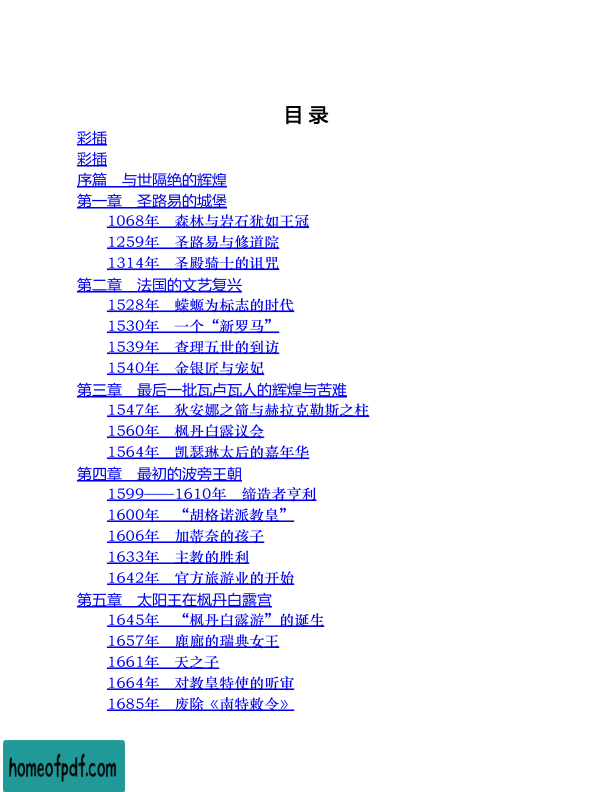 目 录
彩插
彩插
序篇　与世隔绝的辉煌
第一章　圣路易的城堡
1068年　森林与岩石犹如王冠
1259年　圣路易与修道院
1314年　圣殿骑士的诅咒
第二章　法国的文艺复兴
1528年　蝾螈为标志的时代
1530年　一个“新罗马”
1539年　查理五世的到访
1540年　金银匠与宠妃
第三章　最后一批瓦卢瓦人的辉煌与苦难
1547年　狄安娜之箭与赫拉克勒斯之柱
1560年　枫丹白露议会
1564年　凯瑟琳太后的嘉年华
第四章　最初的波旁王朝
1599——1610年　缔造者亨利
1600年　“胡格诺派教皇”
1606年　加蒂奈的孩子
1633年　主教的胜利
1642年　官方旅游业的开始
第五章　太阳王在枫丹白露宫
1645年　“枫丹白露游”的诞生
1657年　鹿廊的瑞典女王
1661年　天之子
1664年　对教皇特使的听审
1685年　废除《南特敕令》
homeofpdf.com